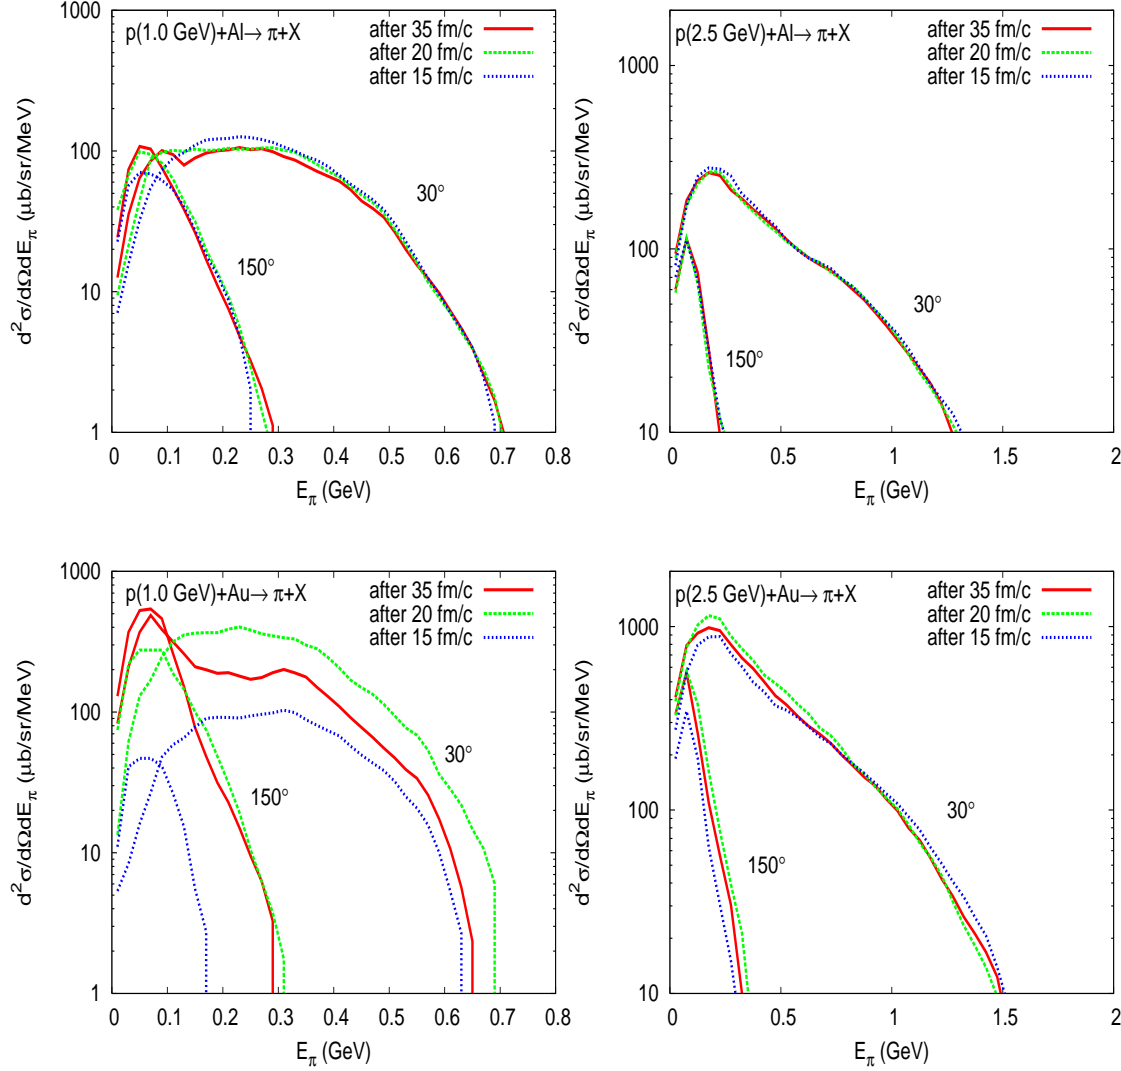 p(1.0 GeV)+Al→ π+X
after 35 fm/c
after 20 fm/c
after 15 fm/c
30°
150°
d²σ/dΩdE_π (μb/sr/MeV)
1000
100
10
1
0 0.1 0.2 0.3 0.4 0.5 0.6 0.7 0.8
E_π (GeV)
p(2.5 GeV)+Al→ π+X
after 35 fm/c
after 20 fm/c
after 15 fm/c
30°
150°
d²σ/dΩdE_π (μb/sr/MeV)
1000
100
10
0 0.5 1 1.5 2
E_π (GeV)
p(1.0 GeV)+Au→ π+X
after 35 fm/c
after 20 fm/c
after 15 fm/c
30°
150°
d²σ/dΩdE_π (μb/sr/MeV)
1000
100
10
1
0 0.1 0.2 0.3 0.4 0.5 0.6 0.7 0.8
E_π (GeV)
p(2.5 GeV)+Au→ π+X
after 35 fm/c
after 20 fm/c
after 15 fm/c
30°
150°
d²σ/dΩdE_π (μb/sr/MeV)
1000
100
10
0 0.5 1 1.5 2
E_π (GeV)